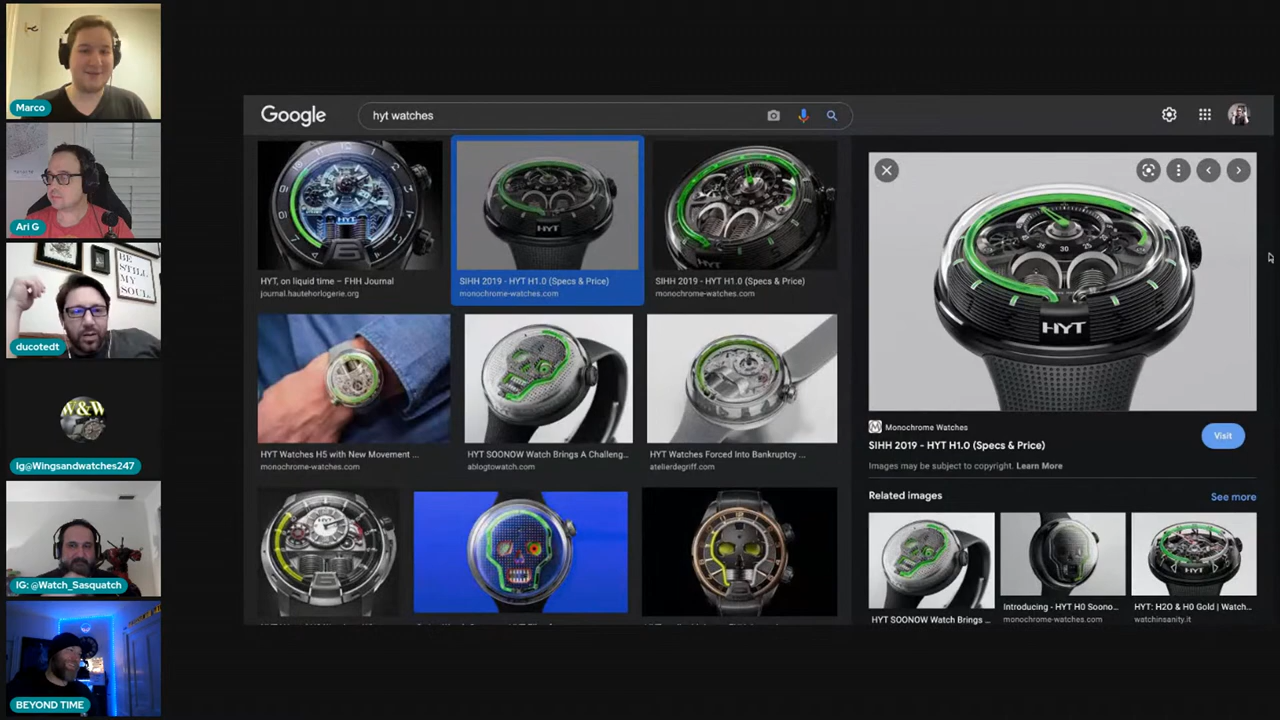 Marco
Ari G
BE
STILL
MY
SOUL
ducotedt
W&W
ig@Wingsandwatches247
IG: @Watch_Sasquatch
BEYOND TIME
Google
hyt watches
HYT
HYT, on liquid time – FHH Journal
journal.hautehorlogerie.org
HYT
SIHH 2019 - HYT H1.0 (Specs & Price)
monochrome-watches.com
SIHH 2019 - HYT H1.0 (Specs & Price)
monochrome-watches.com
HYT Watches H5 with New Movement ...
monochrome-watches.com
HYT SOONOW Watch Brings A Challeng...
ablogtowatch.com
HYT Watches Forced Into Bankruptcy ...
atelierdegriff.com
HYT
35 30 25
HYT
Monochrome Watches
SIHH 2019 - HYT H1.0 (Specs & Price)
Visit
Images may be subject to copyright. Learn More
Related images
See more
HYT SOONOW Watch Brings ...
Introducing - HYT H0 Soono...
monochrome-watches.com
HYT: H2O & H0 Gold | Watch...
watchinsanity.it